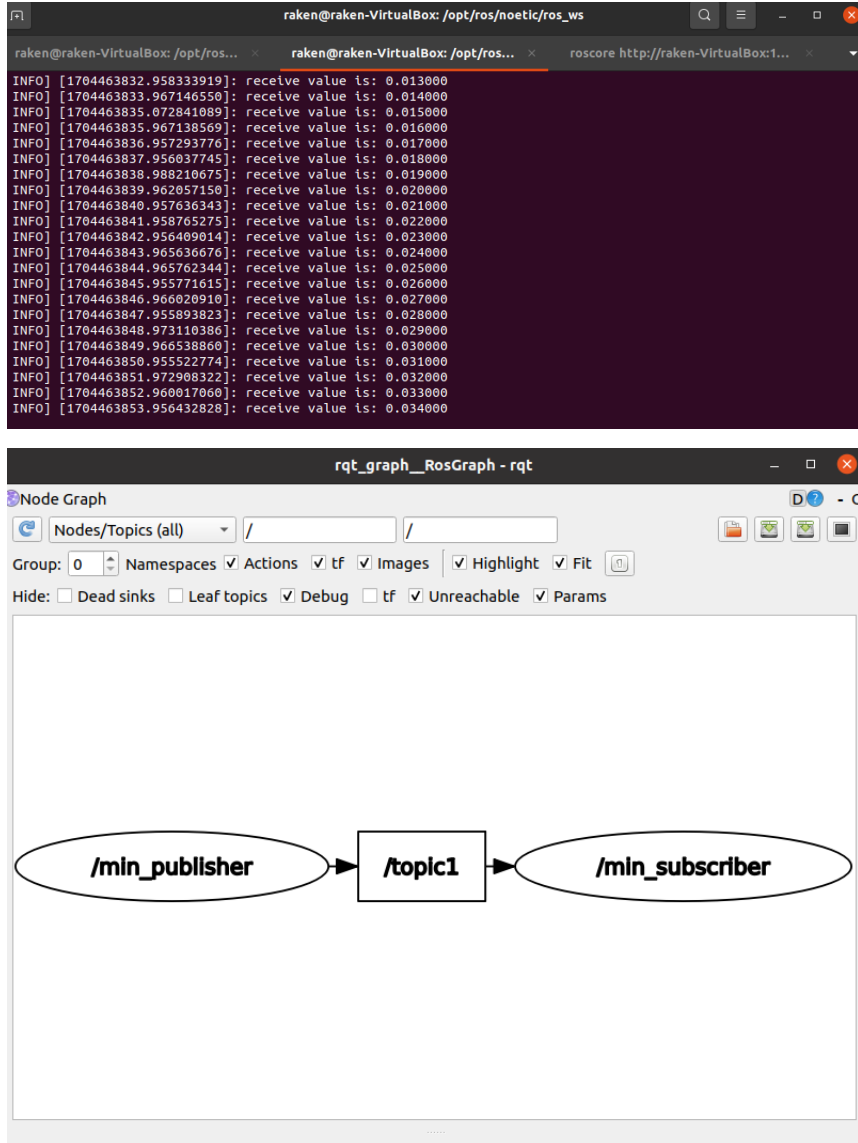 raken@raken-VirtualBox: /opt/ros/noetic/ros_ws
raken@raken-VirtualBox: /opt/ros... raken@raken-VirtualBox: /opt/ros... roscore http://raken-VirtualBox:1...
INFO] [1704463832.958333919]: receive value is: 0.013000
INFO] [1704463833.967146550]: receive value is: 0.014000
INFO] [1704463835.072841089]: receive value is: 0.015000
INFO] [1704463835.967138569]: receive value is: 0.016000
INFO] [1704463836.957293776]: receive value is: 0.017000
INFO] [1704463837.956037745]: receive value is: 0.018000
INFO] [1704463838.988210675]: receive value is: 0.019000
INFO] [1704463839.962057150]: receive value is: 0.020000
INFO] [1704463840.957636343]: receive value is: 0.021000
INFO] [1704463841.958765275]: receive value is: 0.022000
INFO] [1704463842.956409014]: receive value is: 0.023000
INFO] [1704463843.965636676]: receive value is: 0.024000
INFO] [1704463844.965762344]: receive value is: 0.025000
INFO] [1704463845.955771615]: receive value is: 0.026000
INFO] [1704463846.966020910]: receive value is: 0.027000
INFO] [1704463847.955893823]: receive value is: 0.028000
INFO] [1704463848.973110386]: receive value is: 0.029000
INFO] [1704463849.966538860]: receive value is: 0.030000
INFO] [1704463850.955522774]: receive value is: 0.031000
INFO] [1704463851.972908322]: receive value is: 0.032000
INFO] [1704463852.960017060]: receive value is: 0.033000
INFO] [1704463853.956432828]: receive value is: 0.034000
rqt_graph__RosGraph - rqt
Node Graph D ? - 
Nodes/Topics (all) / /
Group: 0 Namespaces Actions tf Images Highlight Fit
Hide: Dead sinks Leaf topics Debug tf Unreachable Params
/min_publisher /topic1 /min_subscriber